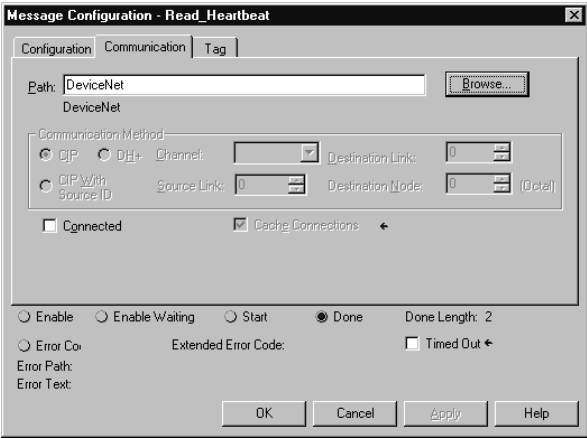 Message Configuration - Read_Heartbeat
Configuration Communication Tag
Path: DeviceNet Browse...
DeviceNet
Communication Method
CIP DH+ Channel: Destination Link: 0
CIP With Source ID Source Link: 0 Destination Node: 0 (Octal)
Connected Cache Connections ←
Enable Enable Waiting Start Done Done Length: 2
Error Co Extended Error Code: Timed Out ←
Error Path:
Error Text:
OK Cancel Apply Help